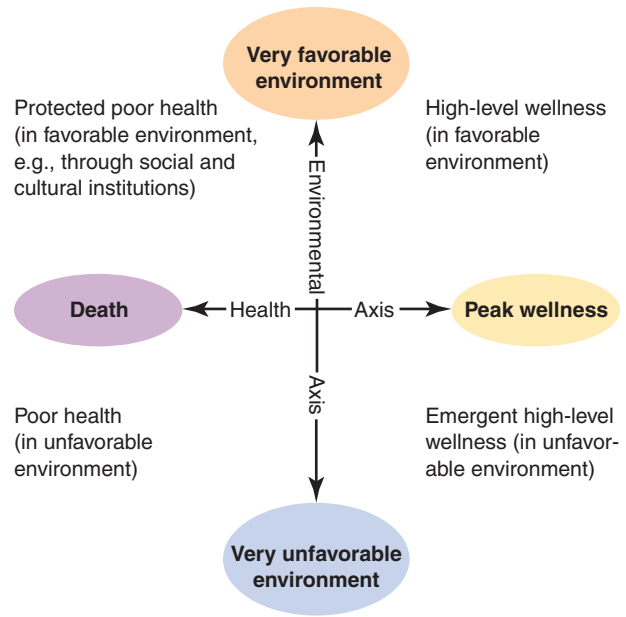 Very favorable
environment
Protected poor health
(in favorable environment,
e.g., through social and
cultural institutions)
High-level wellness
(in favorable
environment)
Environmental
Death
Health
Axis
Peak wellness
Axis
Poor health
(in unfavorable
environment)
Emergent high-level
wellness (in unfavor-
able environment)
Very unfavorable
environment